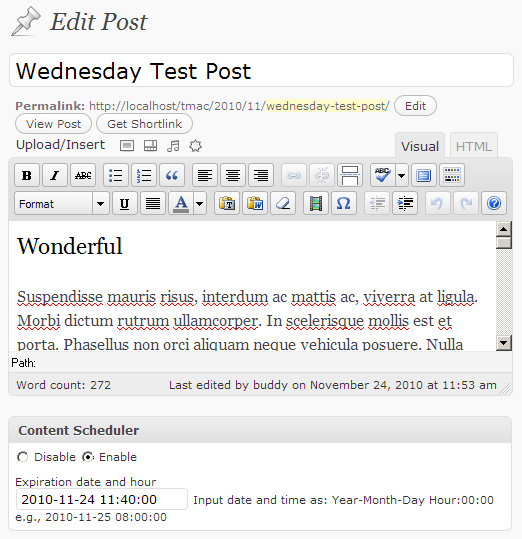 Edit Post
Wednesday Test Post
Permalink: http://localhost/tmac/2010/11/wednesday-test-post/ Edit
View Post Get Shortlink
Upload/Insert Visual HTML
B I ABC ABC
Format U A T W Ω ?
Wonderful
Suspendisse mauris risus, interdum ac mattis ac, viverra at ligula.
Morbi dictum rutrum ullamcorper. In scelerisque mollis est et
porta. Phasellus non orci aliquam neque vehicula posuere. Nulla
Path:
Word count: 272 Last edited by buddy on November 24, 2010 at 11:53 am
Content Scheduler
Disable Enable
Expiration date and hour
2010-11-24 11:40:00 Input date and time as: Year-Month-Day Hour:00:00
e.g., 2010-11-25 08:00:00